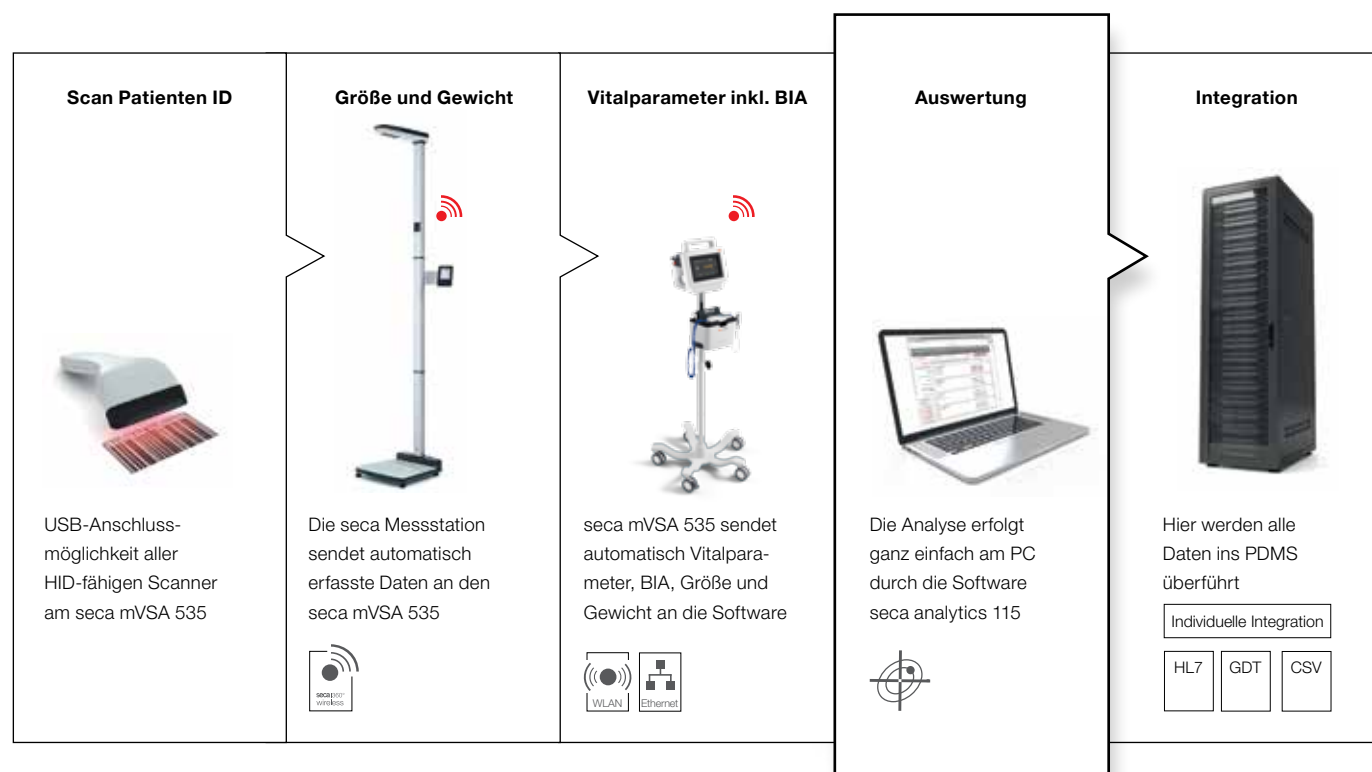 Scan Patienten ID
USB-Anschluss-
möglichkeit aller
HID-fähigen Scanner
am seca mVSA 535
Größe und Gewicht
Die seca Messstation
sendet automatisch
erfasste Daten an den
seca mVSA 535
seca 360°
wireless
Vitalparameter inkl. BIA
seca mVSA 535 sendet
automatisch Vitalpara-
meter, BIA, Größe und
Gewicht an die Software
WLAN
Ethernet
Auswertung
Die Analyse erfolgt
ganz einfach am PC
durch die Software
seca analytics 115
Integration
Hier werden alle
Daten ins PDMS
überführt
Individuelle Integration
HL7
GDT
CSV